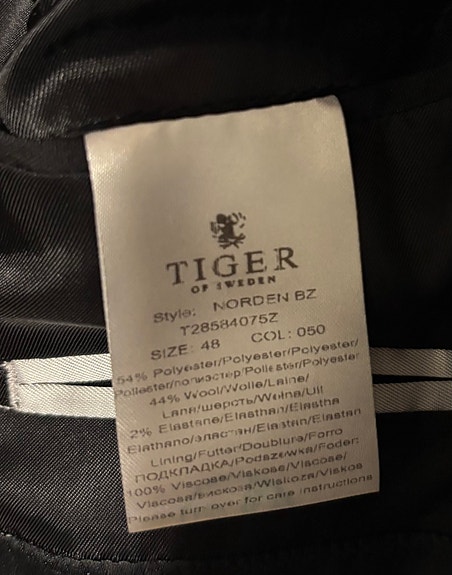 TIGER
OF SWEDEN
Style: NORDEN BZ
T28584075Z
SIZE: 48 COL: 050
54% Polyester/Polyester/Polyester/
Poliester/полиэстер/Poliester/Polyester
44% Wool/Wolle/Laine/
Lana/шерсть/Wełna/Ull
2% Elastane/Elasthan/Elastha
Elathano/эластан/Elastan/Elastan
Lining/Futter/Doublure/Forro
ПОДКЛАДКА/Podszewka/Foder:
100% Viscose/Viskose/Viscose/
Viscosa/вискоза/Wiskoza/Viskos
Please turn over for care instructions